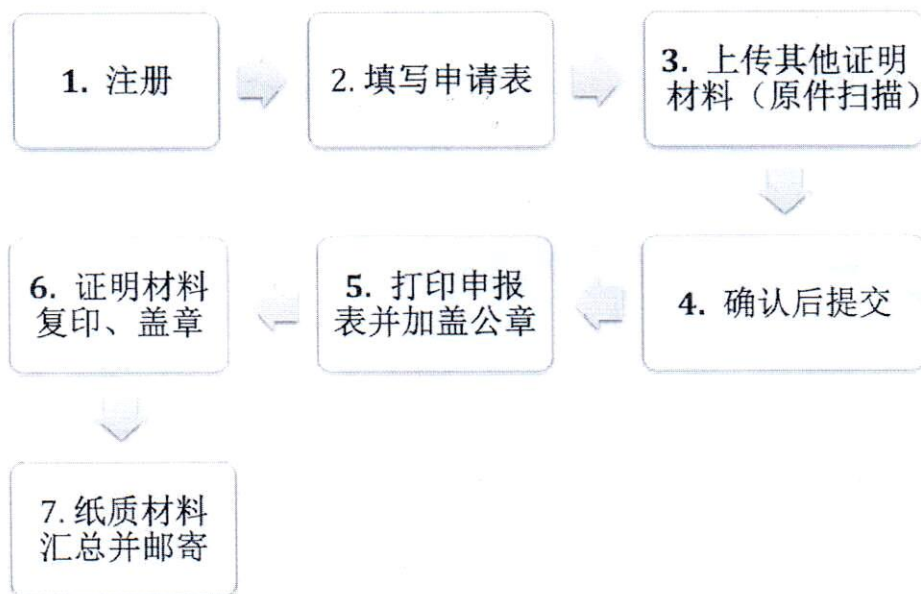 1. 注册
2. 填写申请表
3. 上传其他证明
材料（原件扫描）
4. 确认后提交
5. 打印申报
表并加盖公章
6. 证明材料
复印、盖章
7. 纸质材料
汇总并邮寄